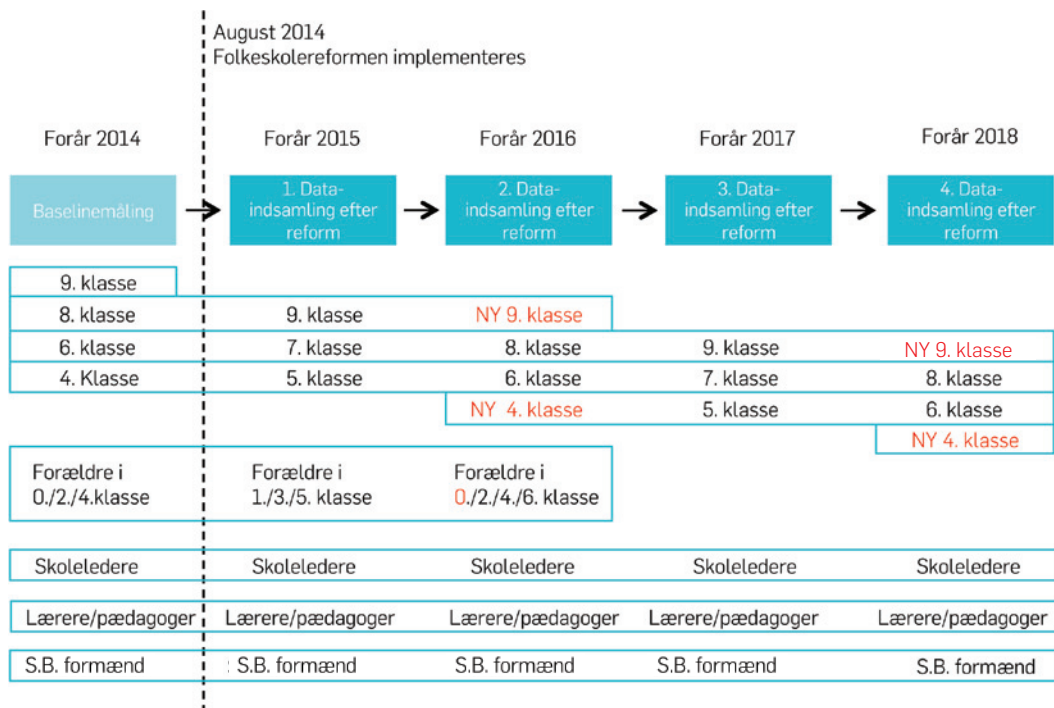 August 2014
Folkeskolereformen implementeres
Forår 2014 Forår 2015 Forår 2016 Forår 2017 Forår 2018
Baselinemåling
1. Data-
indsamling efter
reform
2. Data-
indsamling efter
reform
3. Data-
indsamling efter
reform
4. Data-
indsamling efter
reform
9. klasse
8. klasse 9. klasse NY 9. klasse
6. klasse 7. klasse 8. klasse 9. klasse NY 9. klasse
4. Klasse 5. klasse 6. klasse 7. klasse 8. klasse
NY 4. klasse 5. klasse 6. klasse
NY 4. klasse
Forældre i
0./2./4.klasse
Forældre i
1./3./5. klasse
Forældre i
0./2./4./6. klasse
Skoleledere Skoleledere Skoleledere Skoleledere Skoleledere
Lærere/pædagoger Lærere/pædagoger Lærere/pædagoger Lærere/pædagoger Lærere/pædagoger
S.B. formænd : S.B. formænd S.B. formænd S.B. formænd S.B. formænd